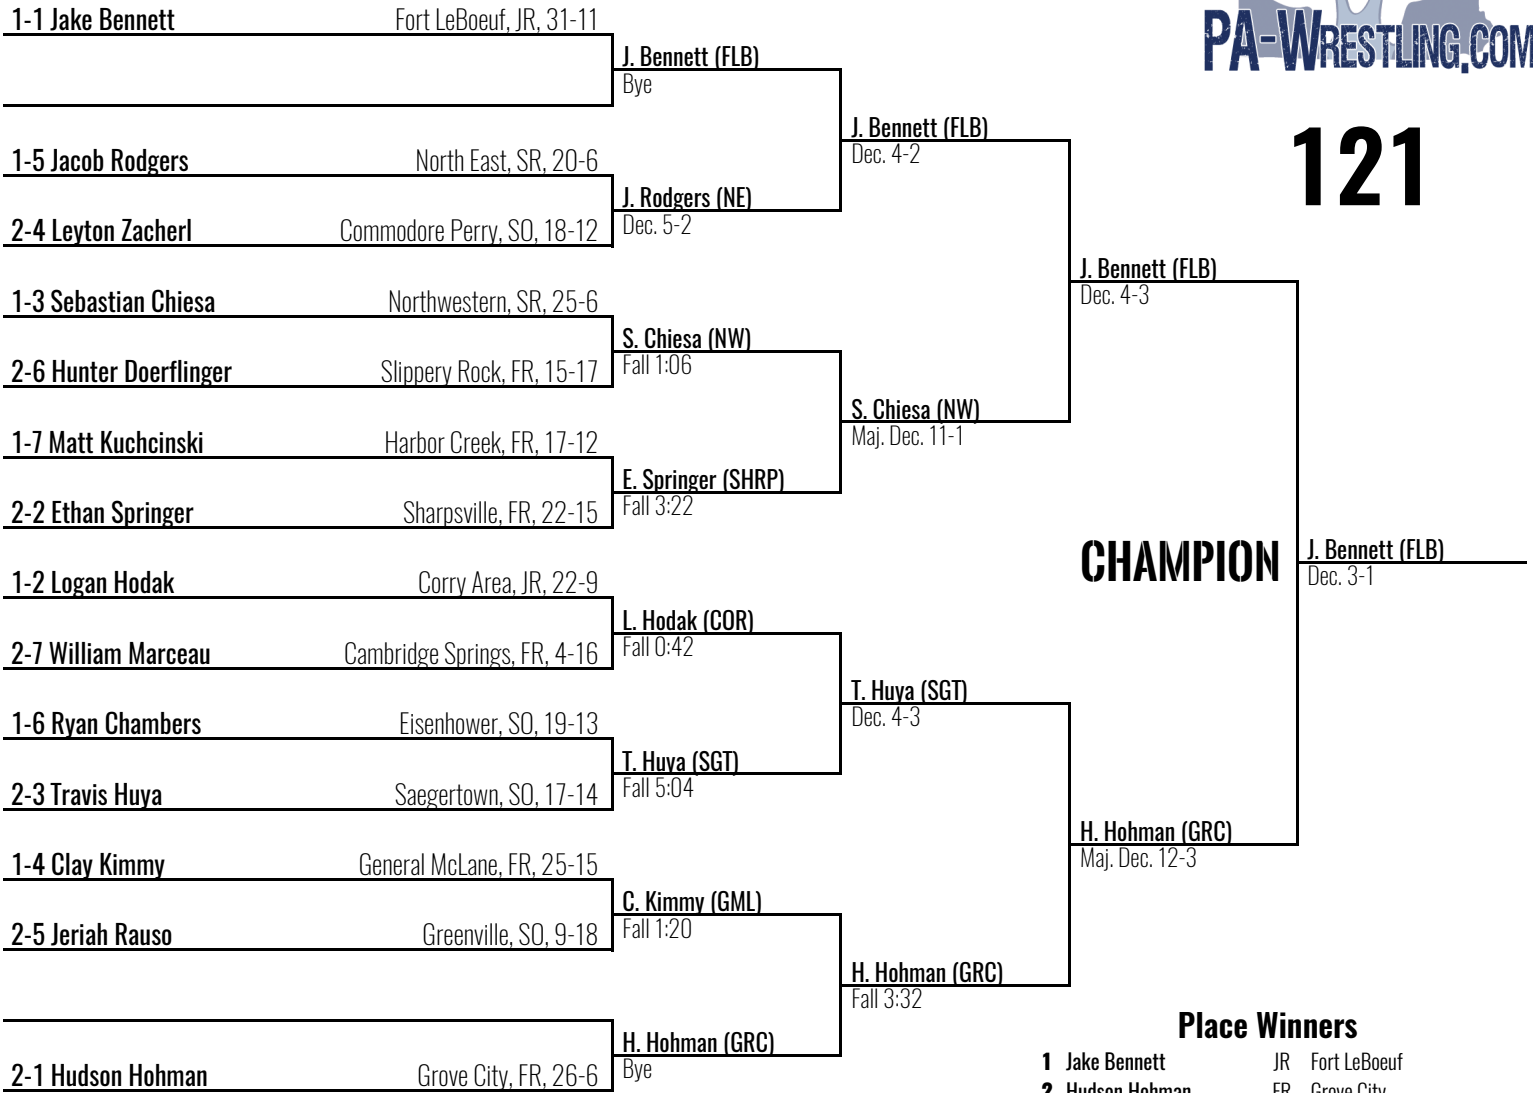 PA-WRESTLING.COM
121
1-1 Jake Bennett Fort LeBoeuf, JR, 31-11
J. Bennett (FLB)
Bye
J. Bennett (FLB)
Dec. 4-2
1-5 Jacob Rodgers North East, SR, 20-6
J. Rodgers (NE)
Dec. 5-2
2-4 Leyton Zacherl Commodore Perry, SO, 18-12
J. Bennett (FLB)
Dec. 4-3
1-3 Sebastian Chiesa Northwestern, SR, 25-6
S. Chiesa (NW)
Fall 1:06
2-6 Hunter Doerflinger Slippery Rock, FR, 15-17
S. Chiesa (NW)
Maj. Dec. 11-1
1-7 Matt Kuchcinski Harbor Creek, FR, 17-12
E. Springer (SHRP)
Fall 3:22
2-2 Ethan Springer Sharpsville, FR, 22-15
CHAMPION
J. Bennett (FLB)
Dec. 3-1
1-2 Logan Hodak Corry Area, JR, 22-9
L. Hodak (COR)
Fall 0:42
2-7 William Marceau Cambridge Springs, FR, 4-16
T. Huya (SGT)
Dec. 4-3
1-6 Ryan Chambers Eisenhower, SO, 19-13
T. Huya (SGT)
Fall 5:04
2-3 Travis Huya Saegertown, SO, 17-14
H. Hohman (GRC)
Maj. Dec. 12-3
1-4 Clay Kimmy General McLane, FR, 25-15
C. Kimmy (GML)
Fall 1:20
2-5 Jeriah Rauso Greenville, SO, 9-18
H. Hohman (GRC)
Fall 3:32
H. Hohman (GRC)
Bye
2-1 Hudson Hohman Grove City, FR, 26-6
Place Winners
1 Jake Bennett JR Fort LeBoeuf
2 Hudson Hohman FR Grove City